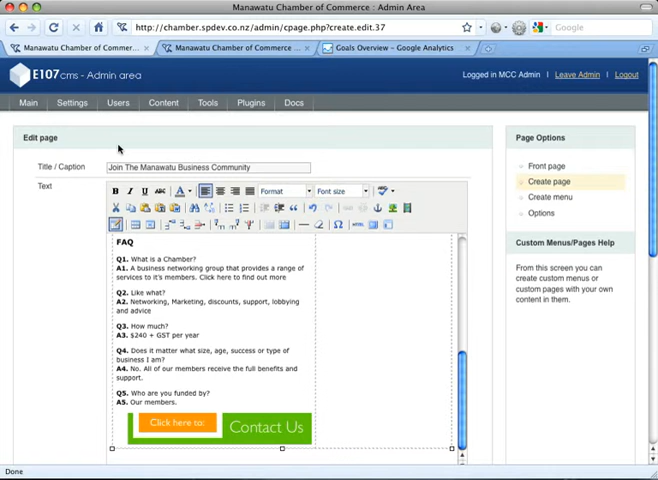 Manawatu Chamber of Commerce : Admin Area
http://chamber.spdev.co.nz/admin/cpage.php?create.edit.37
Google
Manawatu Chamber of Commer...
Manawatu Chamber of Commerce ...
Goals Overview – Google Analytics
E107 cms - Admin area
Logged in MCC Admin
Leave Admin
Logout
Main
Settings
Users
Content
Tools
Plugins
Docs
Edit page
Title / Caption
Join The Manawatu Business Community
Text
B I U ABC A
Format
Font size
FAQ
Q1. What is a Chamber?
A1. A business networking group that provides a range of
services to it's members. Click here to find out more
Q2. Like what?
A2. Networking, Marketing, discounts, support, lobbying
and advice
Q3. How much?
A3. $240 + GST per year
Q4. Does it matter what size, age, success or type of
business I am?
A4. No. All of our members receive the full benefits and
support.
Q5. Who are you funded by?
A5. Our members.
Click here to:
Contact Us
Page Options
Front page
Create page
Create menu
Options
Custom Menus/Pages Help
From this screen you can
create custom menus or
custom pages with your own
content in them.
Done